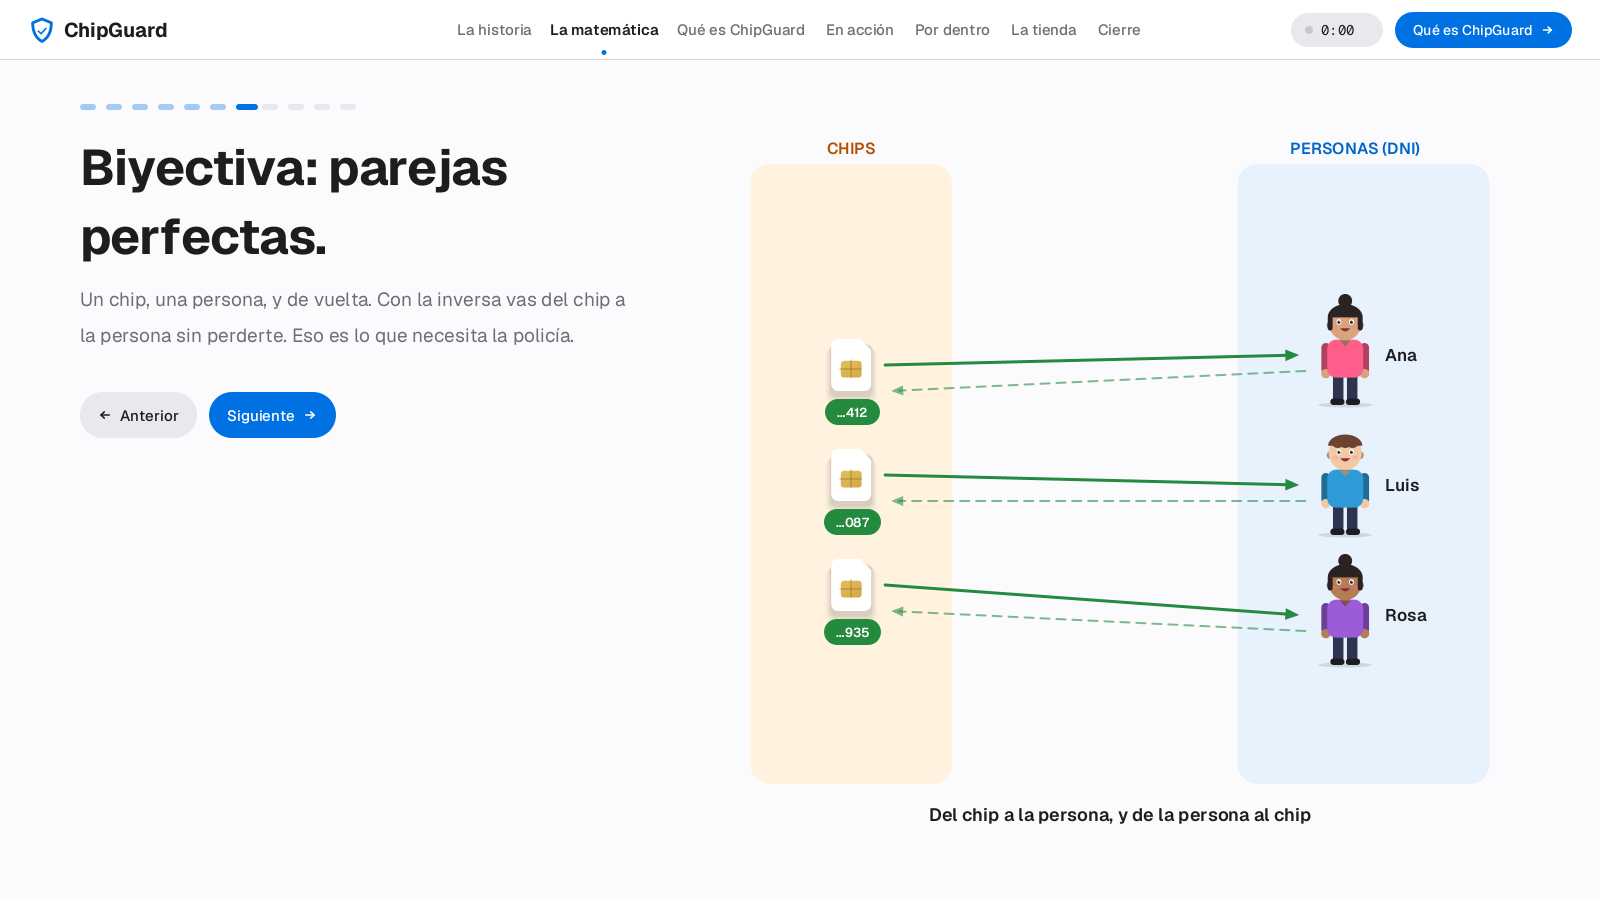 ChipGuard
La historia
La matemática
Qué es ChipGuard
En acción
Por dentro
La tienda
Cierre
0:00
Qué es ChipGuard →
Biyectiva: parejas
perfectas.
Un chip, una persona, y de vuelta. Con la inversa vas del chip a
la persona sin perderte. Eso es lo que necesita la policía.
← Anterior
Siguiente →
CHIPS
PERSONAS (DNI)
...412
Ana
...087
Luis
...935
Rosa
Del chip a la persona, y de la persona al chip